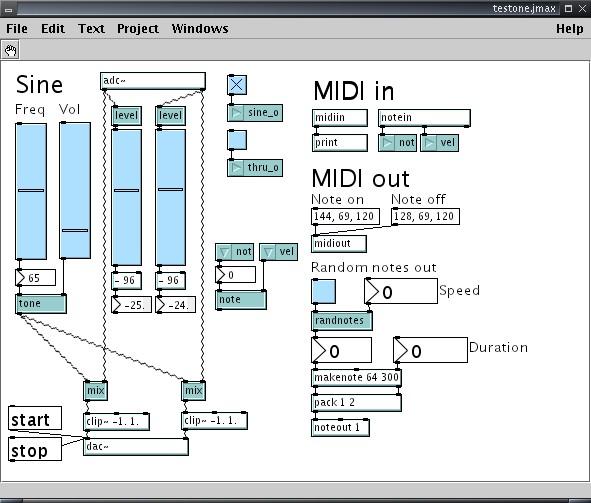 testone.jmax
File Edit Text Project Windows Help
Sine
Freq Vol
adc~
level level
sine_o
thru_o
65
tone
- 96 - 96
-25. -24.
not vel
0
note
mix mix
clip~ -1. 1. clip~ -1. 1.
start
stop
dac~
MIDI in
midiin notein
print not vel
MIDI out
Note on Note off
144, 69, 120 128, 69, 120
midiout
Random notes out
0 Speed
randnotes
0 0 Duration
makenote 64 300
pack 1 2
noteout 1